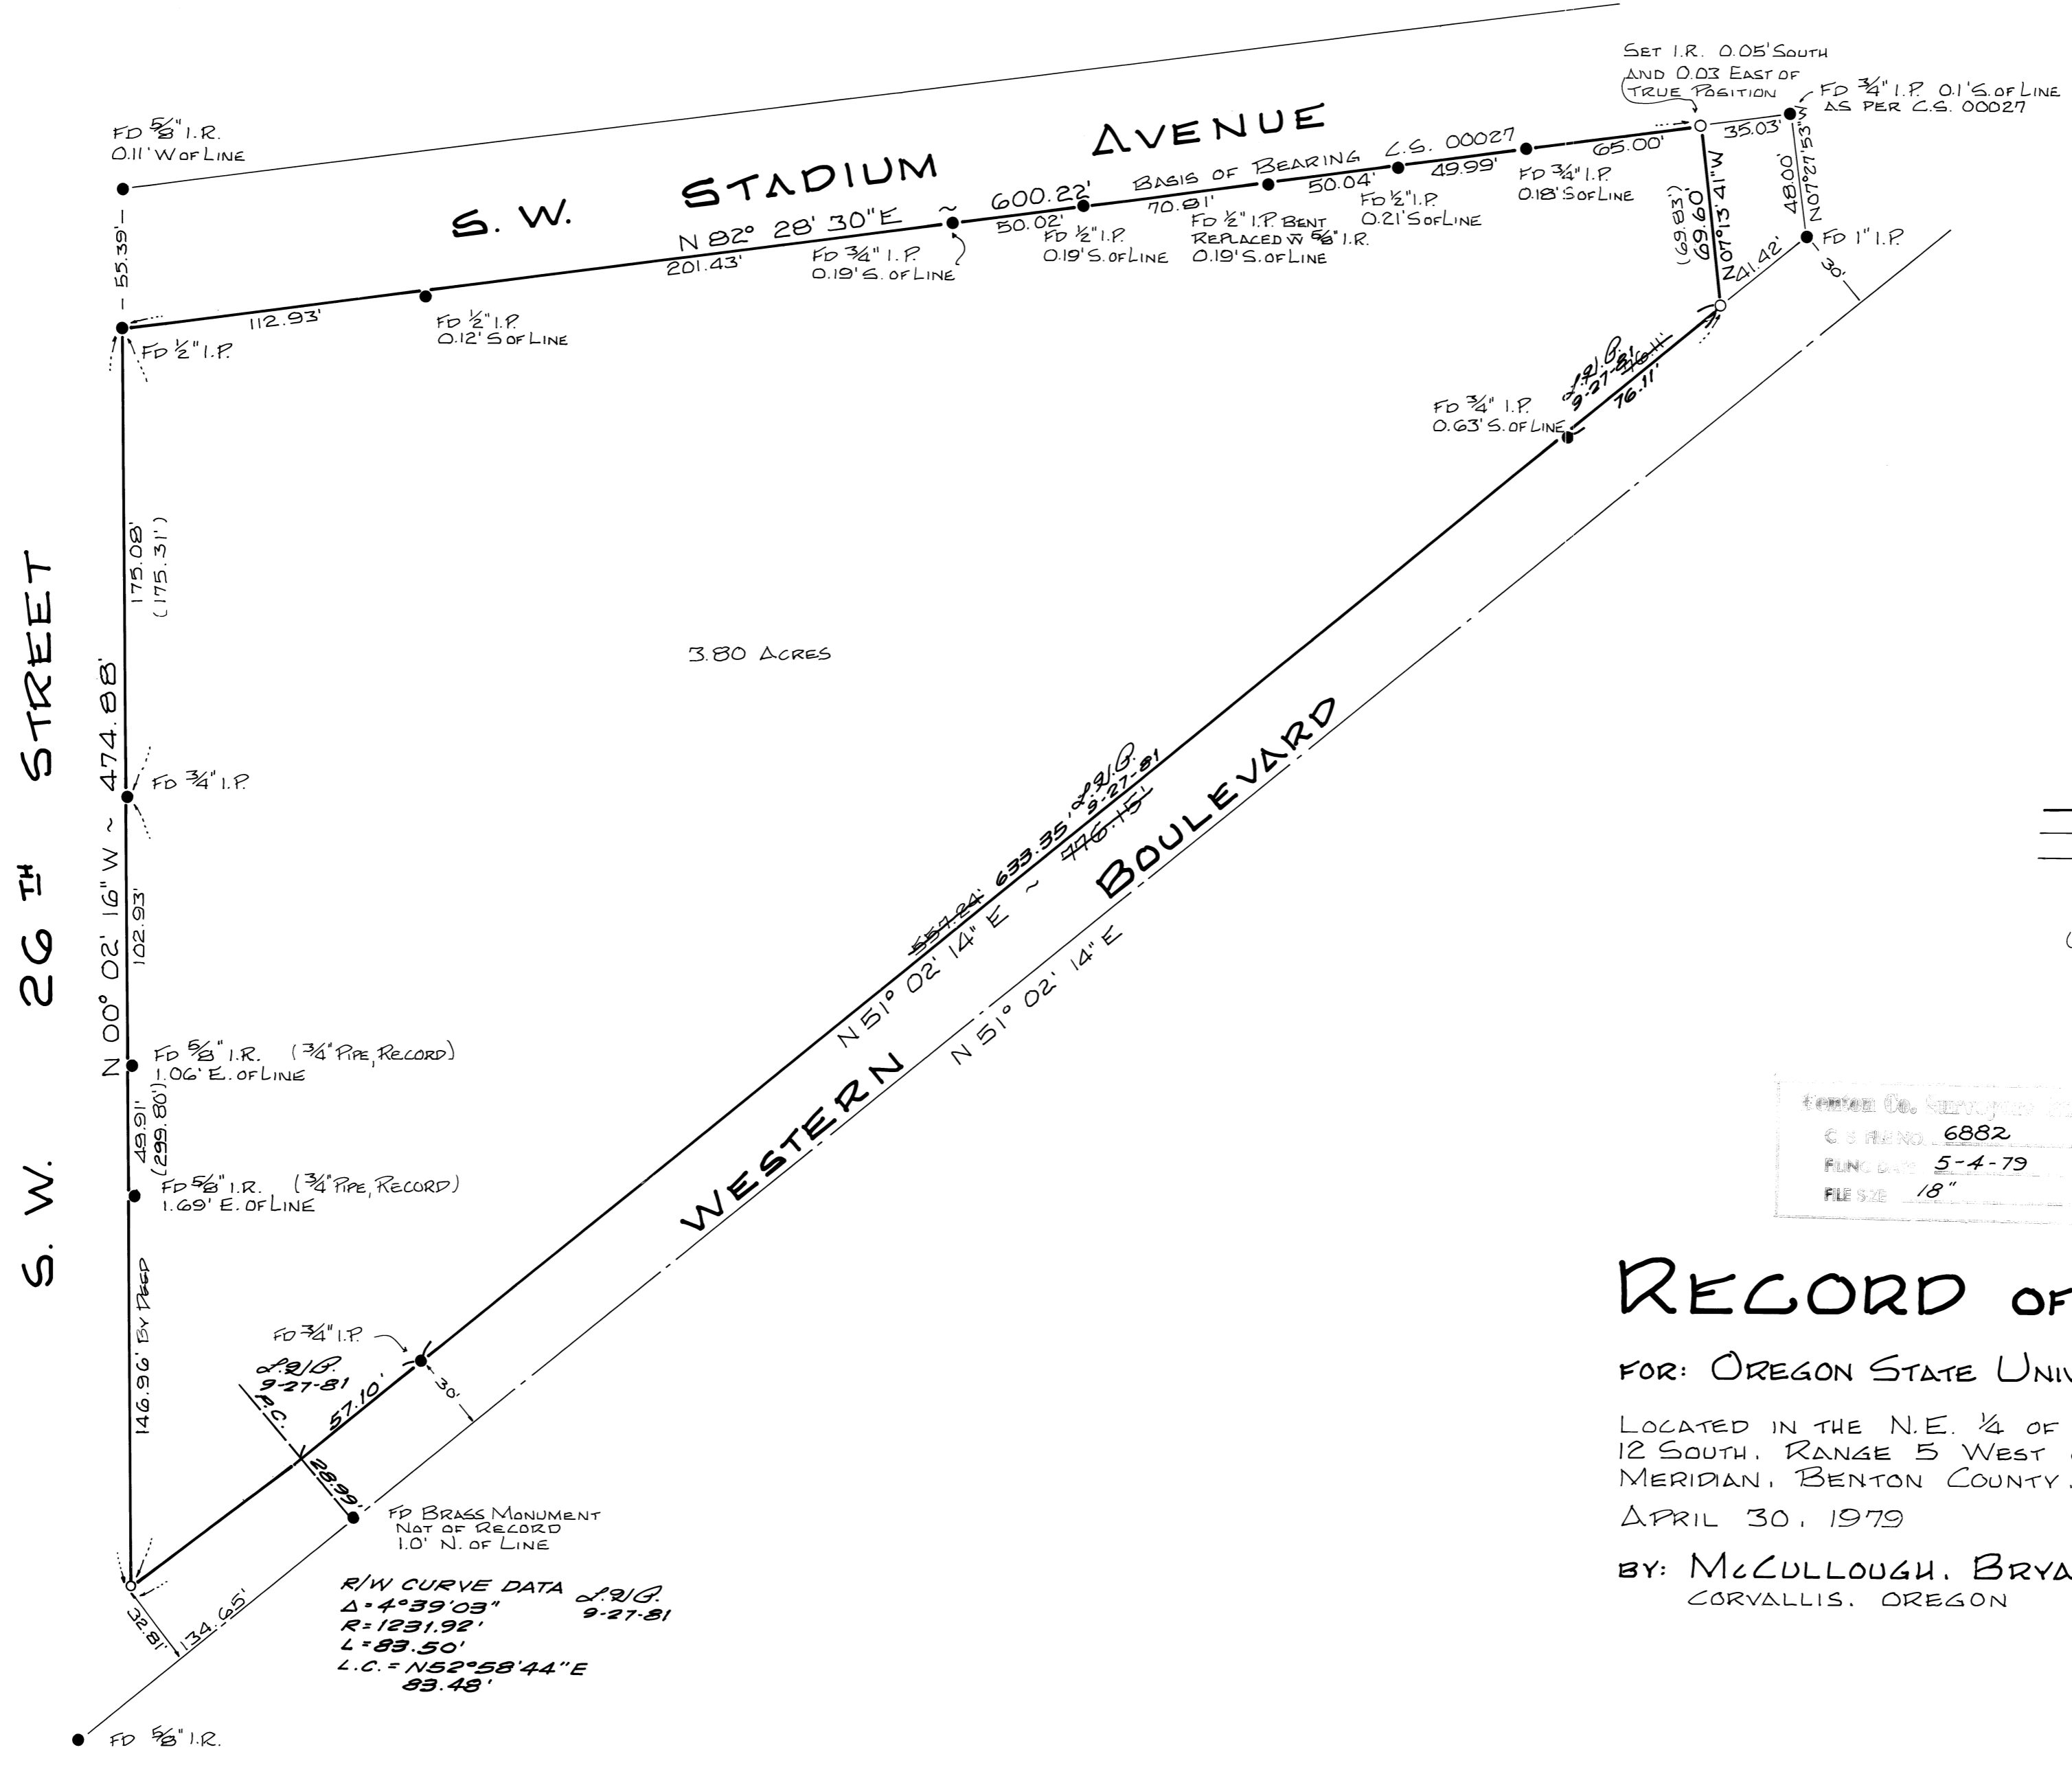 SET I.R. 0.05' SOUTH
AND 0.03 EAST OF
TRUE POSITION
FD 3/4" I.P. 0.1' S. OF LINE
AS PER C.S. 00027
35.03'
48.00'
N07°27'53"W
FD 1" I.P.
30'
41.42'
(69.83')
69.60'
N07°13'41"W
FD 5/8" I.R.
0.11' W OF LINE
55.39'
S. W. STADIUM AVENUE
N 82° 28' 30" E ~ 600.22'
BASIS OF BEARING C.S. 00027
112.93'
201.43'
50.02'
70.81'
50.04'
49.99'
65.00'
FD 1/2" I.P.
FD 1/2" I.P.
0.12' S OF LINE
FD 3/4" I.P.
0.19' S. OF LINE
FD 1/2" I.P.
0.19' S. OF LINE
FD 1/2" I.P. BENT
REPLACED W̅ 5/8" I.R.
0.19' S. OF LINE
FD 1/2" I.P.
0.21' S OF LINE
FD 3/4" I.P.
0.18' S OF LINE
S. W. 26TH STREET
N 00° 02' 16" W ~ 474.88'
175.08'
(175.31')
FD 3/4" I.P.
102.93'
FD 5/8" I.R. (3/4" PIPE, RECORD)
1.06' E. OF LINE
49.91'
(299.80')
FD 5/8" I.R. (3/4" PIPE, RECORD)
1.69' E. OF LINE
146.96' BY DEED
3.80 ACRES
FD 3/4" I.P.
0.63' S. OF LINE
9-27-81
76.11'
76.11'
9-27-81
557.24' 633.35'
N 51° 02' 14" E ~ 776.15'
WESTERN BOULEVARD
N 51° 02' 14" E
FD 3/4" I.P.
9-27-81
P.C.
57.10'
30'
28.99'
FD BRASS MONUMENT
NOT OF RECORD
1.0' N. OF LINE
32.81'
134.65'
FD 5/8" I.R.
R/W CURVE DATA
9-27-81
Δ = 4°39'03"
R = 1231.92'
L = 83.50'
L.C. = N52°58'44"E
83.48'
Benton Co.
C. S. FILE NO. 6882
FILING DATE 5-4-79
FILE SIZE 18"
RECORD OF
FOR: OREGON STATE UNIV
LOCATED IN THE N.E. 1/4 OF
12 SOUTH, RANGE 5 WEST
MERIDIAN, BENTON COUNTY,
APRIL 30, 1979
BY: MCCULLOUGH, BRYA
CORVALLIS, OREGON